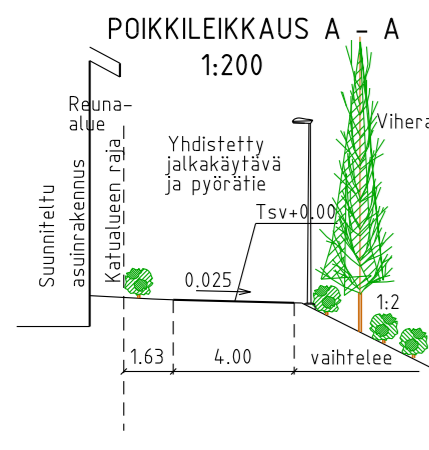 POIKKILEIKKAUS A - A
1:200
Reuna-
alue
Vihera
Yhdistetty
jalkakäytävä
ja pyörätie
Suunniteltu
asuinrakennus
Katualueen raja
Tsv+0.00
0.025
1:2
1.63
4.00
vaihtelee